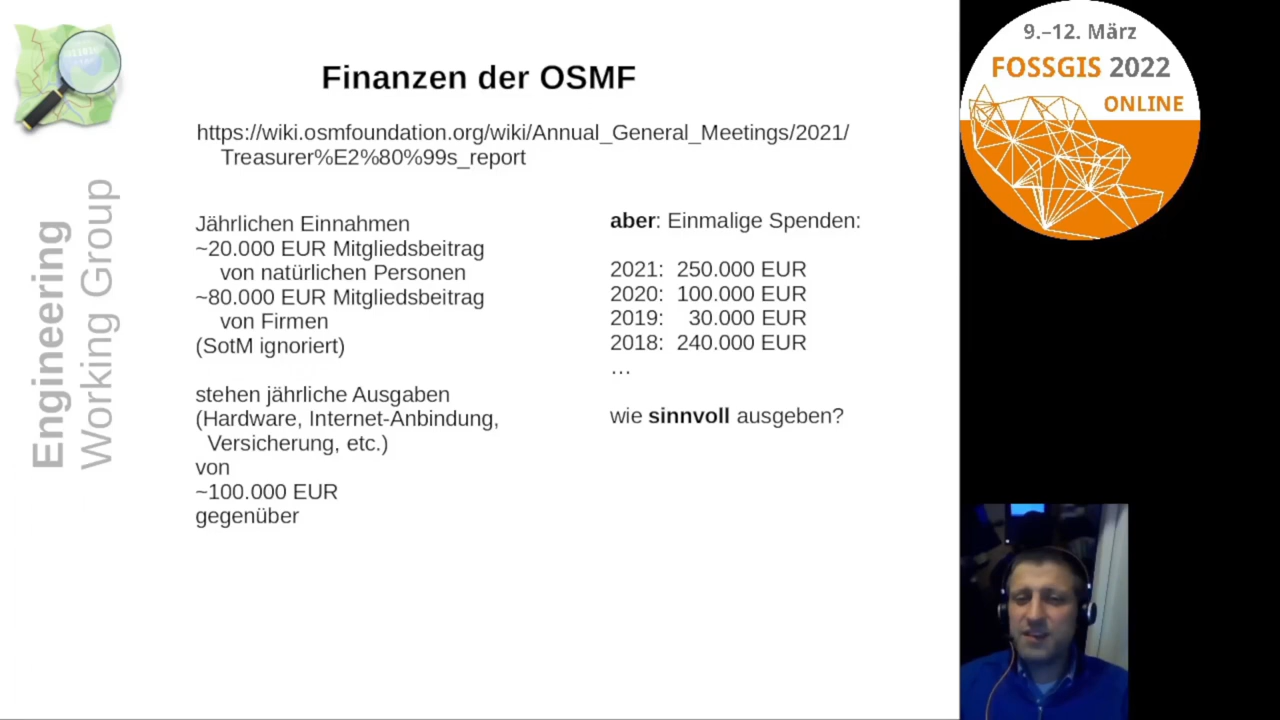 Finanzen der OSMF
https://wiki.osmfoundation.org/wiki/Annual_General_Meetings/2021/
Treasurer%E2%80%99s_report
Engineering
Working Group
Jährlichen Einnahmen
~20.000 EUR Mitgliedsbeitrag
von natürlichen Personen
~80.000 EUR Mitgliedsbeitrag
von Firmen
(SotM ignoriert)
stehen jährliche Ausgaben
(Hardware, Internet-Anbindung,
Versicherung, etc.)
von
~100.000 EUR
gegenüber
aber: Einmalige Spenden:
2021: 250.000 EUR
2020: 100.000 EUR
2019: 30.000 EUR
2018: 240.000 EUR
…
wie sinnvoll ausgeben?
9.–12. März
FOSSGIS 2022
ONLINE